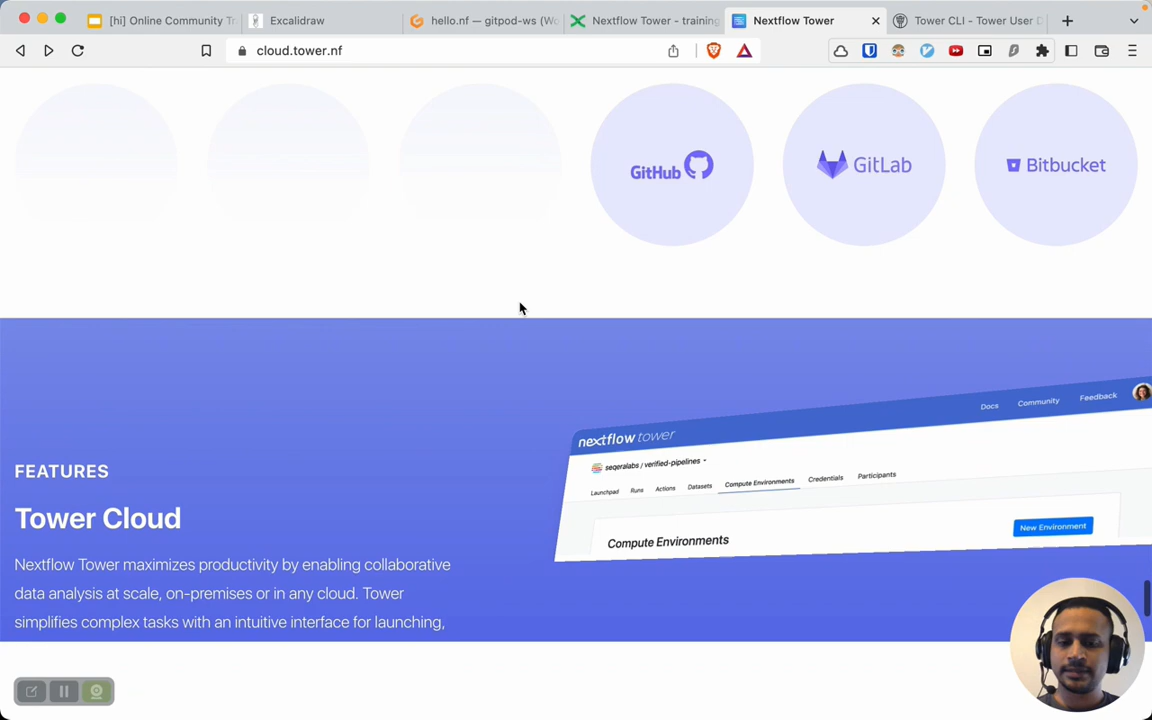 [hi] Online Community Tr
Excalidraw
hello.nf — gitpod-ws (Wo
Nextflow Tower - training
Nextflow Tower
Tower CLI - Tower User D
cloud.tower.nf
GitHub
GitLab
Bitbucket
Docs
Community
Feedback
nextflow tower
seqeralabs / verified-pipelines
Launchpad
Runs
Actions
Datasets
Compute Environments
Credentials
Participants
Compute Environments
New Environment
FEATURES
Tower Cloud
Nextflow Tower maximizes productivity by enabling collaborative
data analysis at scale, on-premises or in any cloud. Tower
simplifies complex tasks with an intuitive interface for launching,